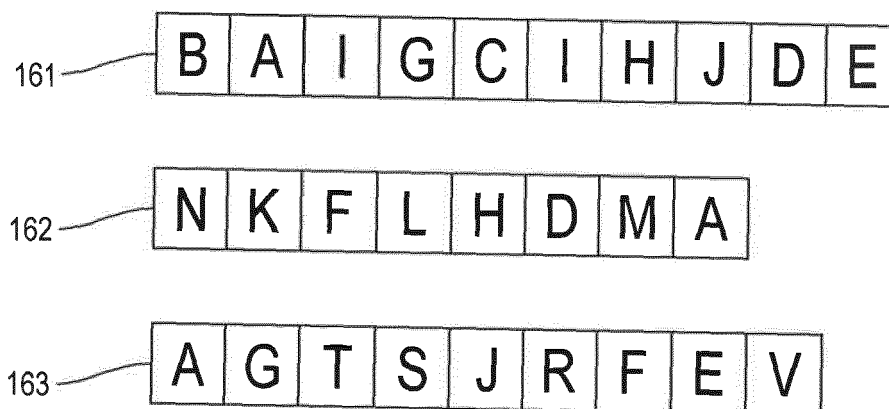 161 B A I G C I H J D E
162 N K F L H D M A
163 A G T S J R F E V